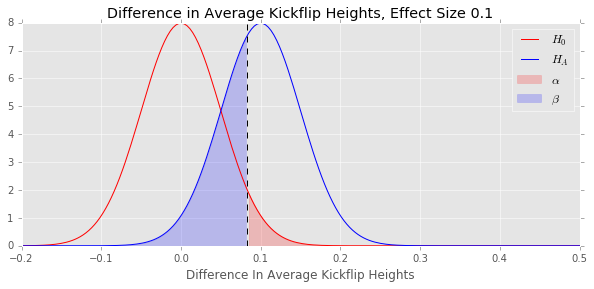 Difference in Average Kickflip Heights, Effect Size 0.1
8
7
6
5
4
3
2
1
0
H₀
H_A
α
β
−0.2 −0.1 0.0 0.1 0.2 0.3 0.4 0.5
Difference In Average Kickflip Heights